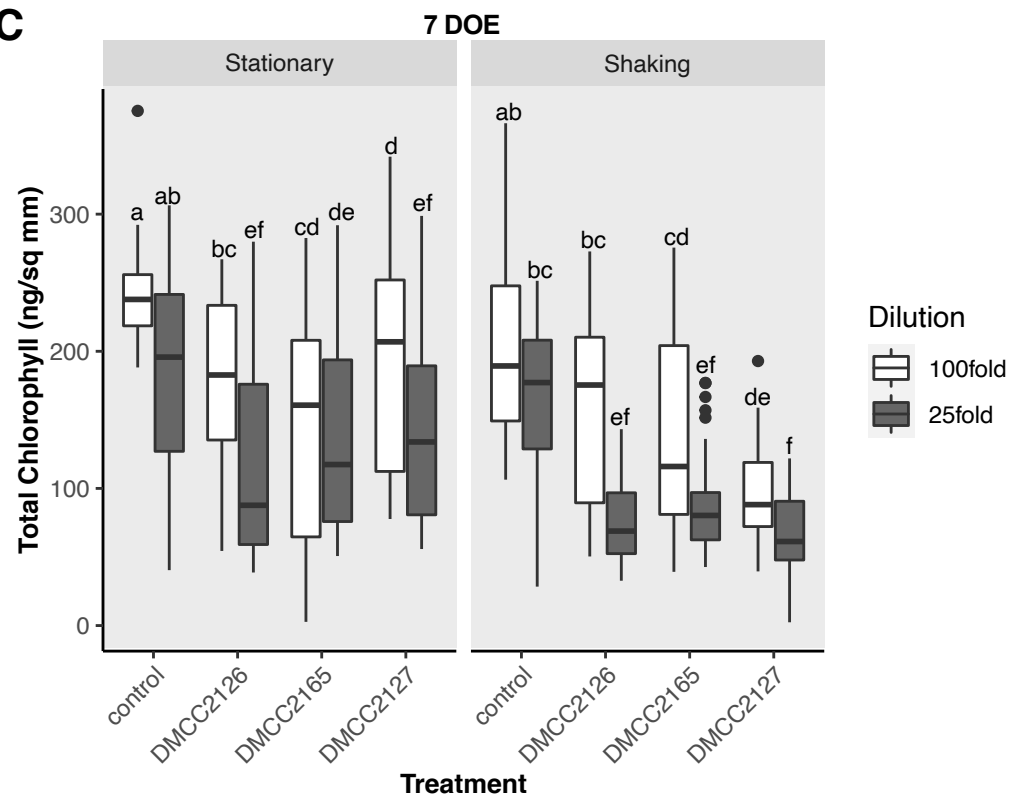 C
7 DOE
Stationary
Shaking
Total Chlorophyll (ng/sq mm)
300
200
100
0
a
ab
bc
ef
cd
de
d
ef
ab
bc
bc
ef
cd
ef
de
f
control
DMCC2126
DMCC2165
DMCC2127
control
DMCC2126
DMCC2165
DMCC2127
Treatment
Dilution
100fold
25fold